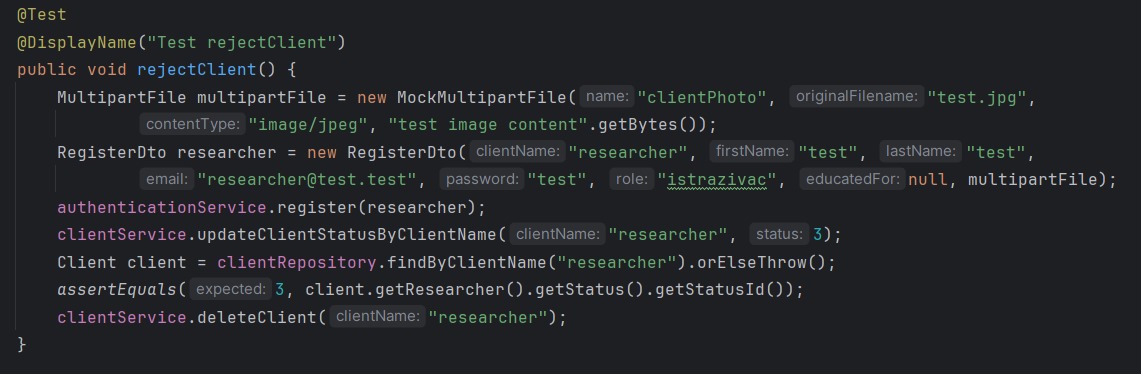 @Test
@DisplayName("Test rejectClient")
public void rejectClient() {
MultipartFile multipartFile = new MockMultipartFile( name: "clientPhoto", originalFilename: "test.jpg",
contentType: "image/jpeg", "test image content".getBytes());
RegisterDto researcher = new RegisterDto( clientName: "researcher", firstName: "test", lastName: "test",
email: "researcher@test.test", password: "test", role: "istrazivac", educatedFor: null, multipartFile);
authenticationService.register(researcher);
clientService.updateClientStatusByClientName( clientName: "researcher", status: 3);
Client client = clientRepository.findByClientName("researcher").orElseThrow();
assertEquals( expected: 3, client.getResearcher().getStatus().getStatusId());
clientService.deleteClient( clientName: "researcher");
}